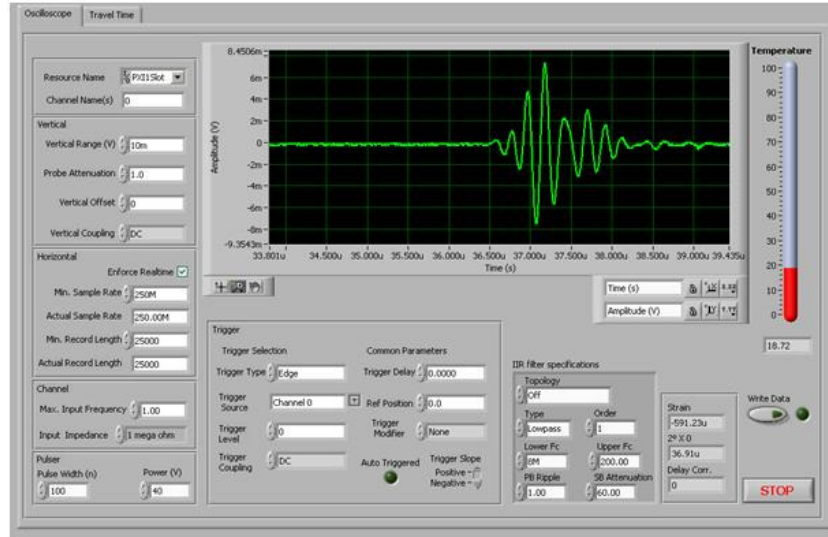 Oscilloscope
Travel Time
Resource Name PXI1Slot
Channel Name(s) 0
Vertical
Vertical Range (V) 10m
Probe Attenuation 1.0
Vertical Offset 0
Vertical Coupling DC
Horizontal
Enforce Realtime
Min. Sample Rate 250M
Actual Sample Rate 250.00M
Min. Record Length 25000
Actual Record Length 25000
Channel
Max. Input Frequency 1.00
Input Impedance 1 mega ohm
Pulser
Pulse Width (n) Power (V)
100 40
8.4506m
6m
4m
2m
0
-2m
-4m
-6m
-8m
-9.3543m
Amplitude (V)
33.801u 34.500u 35.000u 35.500u 36.000u 36.500u 37.000u 37.500u 38.000u 38.500u 39.000u 39.435u
Time (s)
Time (s)
Amplitude (V)
Trigger
Trigger Selection Common Parameters
Trigger Type Edge Trigger Delay 0.0000
Trigger Source Channel 0 Ref Position 0.0
Trigger Level 0 Trigger Modifier None
Trigger Coupling DC Auto Triggered Trigger Slope
Positive
Negative
IIR filter specifications
Topology
Off
Type Order
Lowpass 1
Lower Fc Upper Fc
8M 200.00
PB Ripple SB Attenuation
1.00 60.00
Strain
-591.23u
2º X 0
36.91u
Delay Corr.
0
Temperature
100
90
80
70
60
50
40
30
20
10
0
18.72
Write Data
STOP